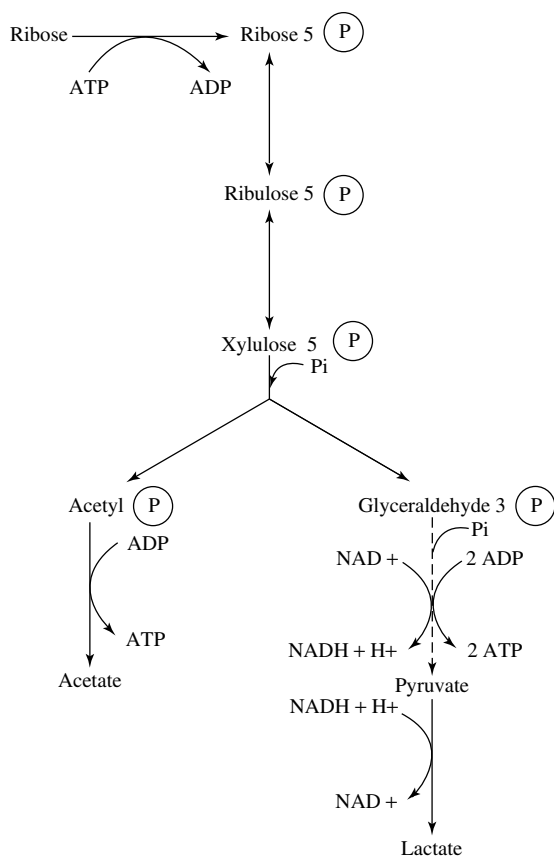 Ribose Ribose 5 P
ATP ADP
Ribulose 5 P
Xylulose 5 P
Pi
Acetyl P Glyceraldehyde 3 P
Pi
ADP NAD + 2 ADP
ATP NADH + H+ 2 ATP
Acetate Pyruvate
NADH + H+
NAD +
Lactate